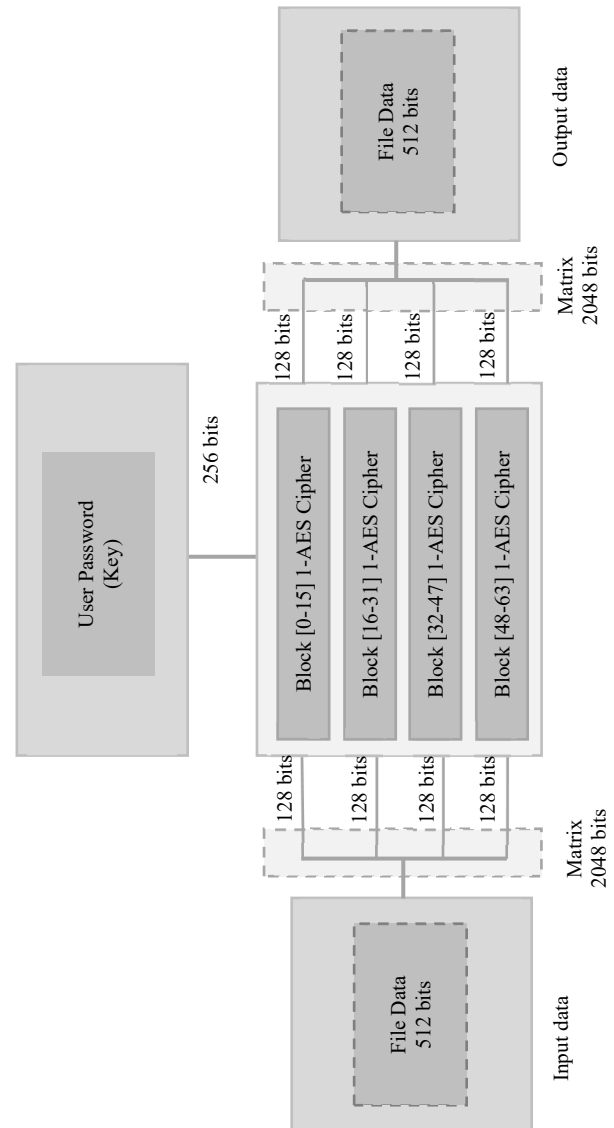 User Password
(Key)
256 bits
File Data
512 bits
Input data
Matrix
2048 bits
128 bits
128 bits
128 bits
128 bits
Block [0-15] 1-AES Cipher
Block [16-31] 1-AES Cipher
Block [32-47] 1-AES Cipher
Block [48-63] 1-AES Cipher
128 bits
128 bits
128 bits
128 bits
Matrix
2048 bits
File Data
512 bits
Output data